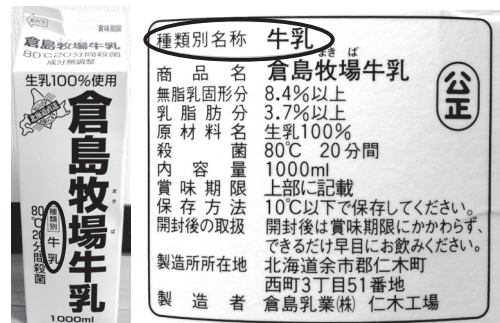 賞味期限
倉島牧場牛乳
80℃20分間殺菌
成分無調整
生乳100%使用
倉島牧場牛乳
まきば
種類別
牛乳
80℃20分間殺菌
1000ml
種類別名称 牛乳
まきば
商品名 倉島牧場牛乳
無脂乳固形分 8.4%以上
乳脂肪分 3.7%以上
原材料名 生乳100%
殺菌 80℃ 20分間
内容量 1000ml
賞味期限 上部に記載
保存方法 10℃以下で保存してください。
開封後の取扱 開封後は賞味期限にかかわらず、
できるだけ早目にお飲みください。
製造所所在地 北海道余市郡仁木町
西町3丁目51番地
製造者 倉島乳業㈱ 仁木工場
公正